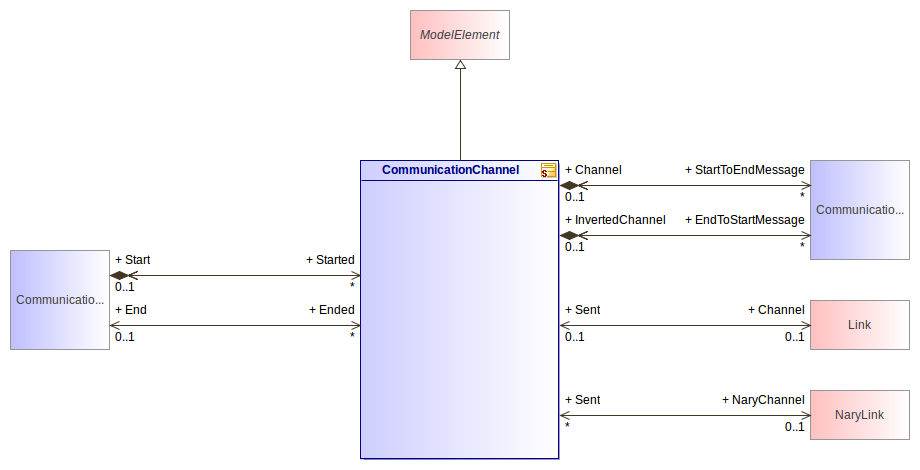 ModelElement
CommunicationChannel
+ Channel
+ StartToEndMessage
0..1
*
+ InvertedChannel
+ EndToStartMessage
0..1
*
Communicatio...
+ Start
+ Started
0..1
*
Communicatio...
+ End
+ Ended
0..1
*
+ Sent
+ Channel
0..1
0..1
Link
+ Sent
+ NaryChannel
*
0..1
NaryLink